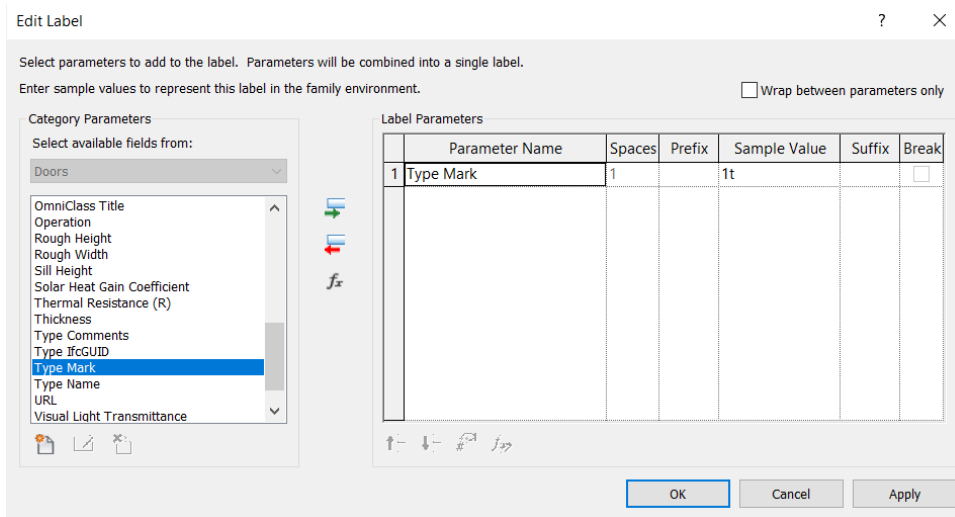 Edit Label
?
Select parameters to add to the label. Parameters will be combined into a single label.
Enter sample values to represent this label in the family environment.
Wrap between parameters only
Category Parameters
Select available fields from:
Doors
OmniClass Title
Operation
Rough Height
Rough Width
Sill Height
Solar Heat Gain Coefficient
Thermal Resistance (R)
Thickness
Type Comments
Type IfcGUID
Type Mark
Type Name
URL
Visual Light Transmittance
fx
Label Parameters
Parameter Name Spaces Prefix Sample Value Suffix Break
1 Type Mark 1 1t
OK Cancel Apply